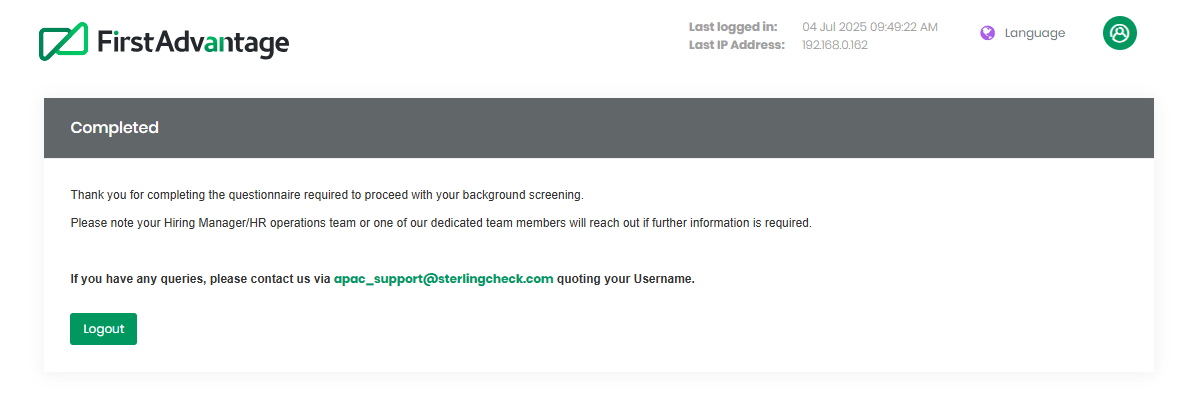 FirstAdvantage
Last logged in: 04 Jul 2025 09:49:22 AM
Last IP Address: 192.168.0.162
Language
Completed
Thank you for completing the questionnaire required to proceed with your background screening.
Please note your Hiring Manager/HR operations team or one of our dedicated team members will reach out if further information is required.
If you have any queries, please contact us via apac_support@sterlingcheck.com quoting your Username.
Logout